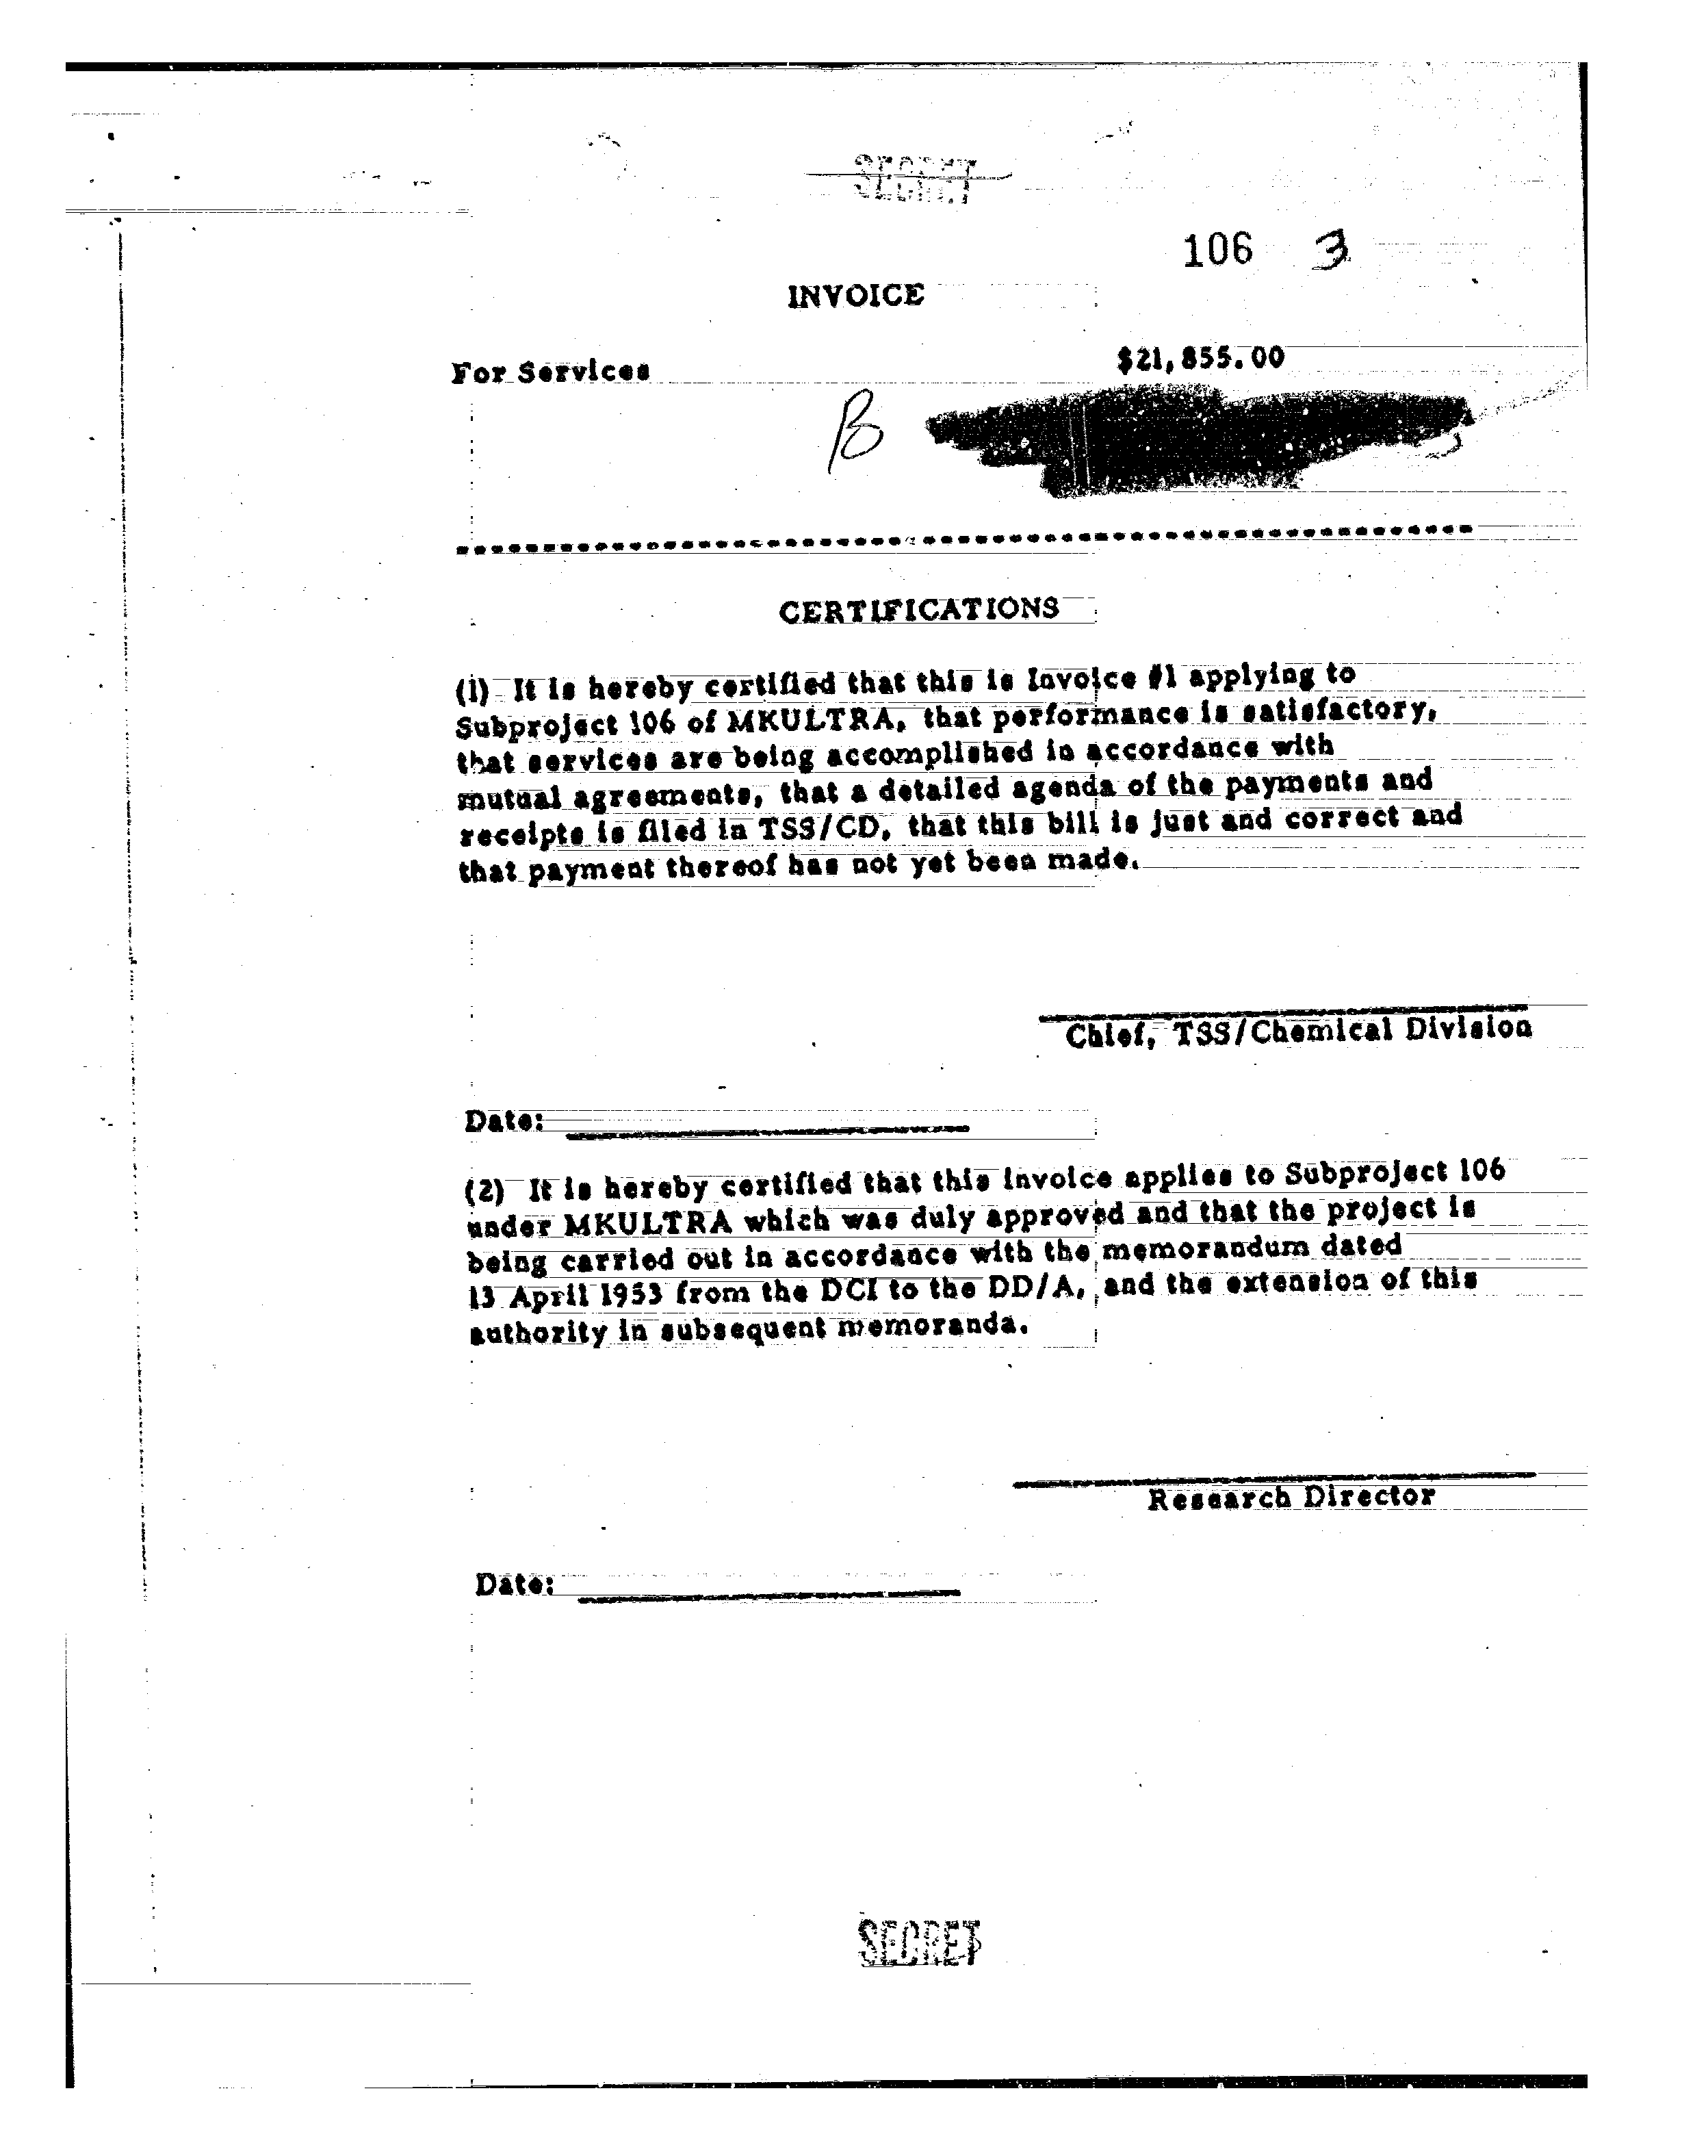 SECRET
106 3
INVOICE
For Services $21,855.00
B
CERTIFICATIONS
(1) It is hereby certified that this is Invoice #1 applying to
Subproject 106 of MKULTRA, that performance is satisfactory,
that services are being accomplished in accordance with
mutual agreements, that a detailed agenda of the payments and
receipts is filed in TSS/CD, that this bill is just and correct and
that payment thereof has not yet been made.
Chief, TSS/Chemical Division
Date:
(2) It is hereby certified that this invoice applies to Subproject 106
under MKULTRA which was duly approved and that the project is
being carried out in accordance with the memorandum dated
13 April 1953 from the DCI to the DD/A, and the extension of this
authority in subsequent memoranda.
Research Director
Date:
SECRET